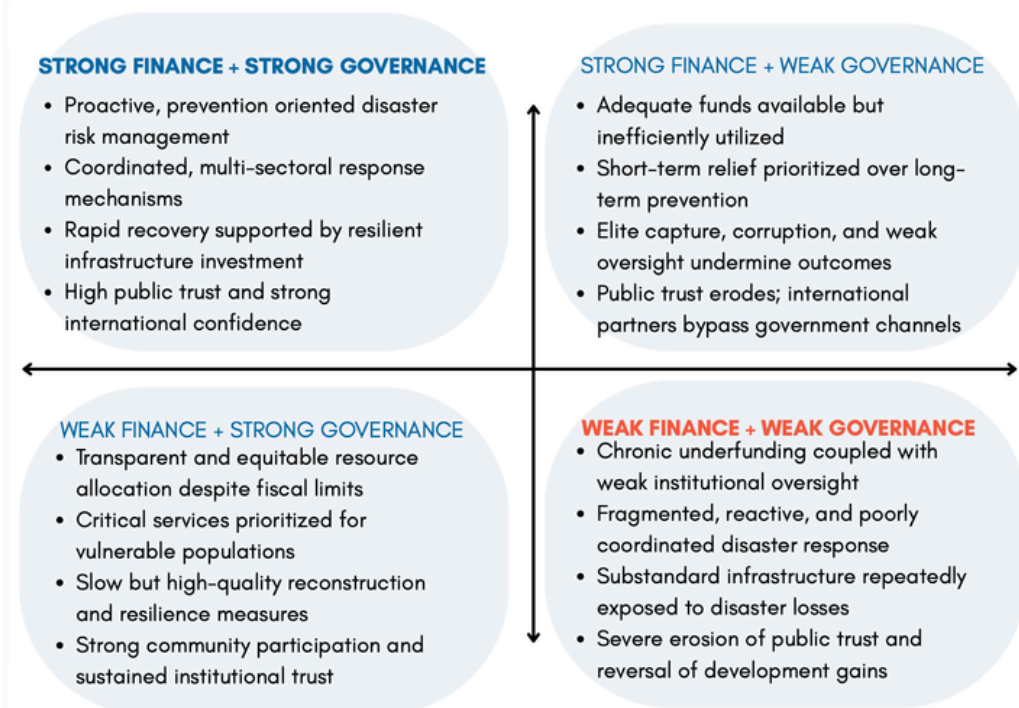 STRONG FINANCE + STRONG GOVERNANCE
• Proactive, prevention oriented disaster
risk management
• Coordinated, multi-sectoral response
mechanisms
• Rapid recovery supported by resilient
infrastructure investment
• High public trust and strong
international confidence
STRONG FINANCE + WEAK GOVERNANCE
• Adequate funds available but
inefficiently utilized
• Short-term relief prioritized over long-
term prevention
• Elite capture, corruption, and weak
oversight undermine outcomes
• Public trust erodes; international
partners bypass government channels
WEAK FINANCE + STRONG GOVERNANCE
• Transparent and equitable resource
allocation despite fiscal limits
• Critical services prioritized for
vulnerable populations
• Slow but high-quality reconstruction
and resilience measures
• Strong community participation and
sustained institutional trust
WEAK FINANCE + WEAK GOVERNANCE
• Chronic underfunding coupled with
weak institutional oversight
• Fragmented, reactive, and poorly
coordinated disaster response
• Substandard infrastructure repeatedly
exposed to disaster losses
• Severe erosion of public trust and
reversal of development gains